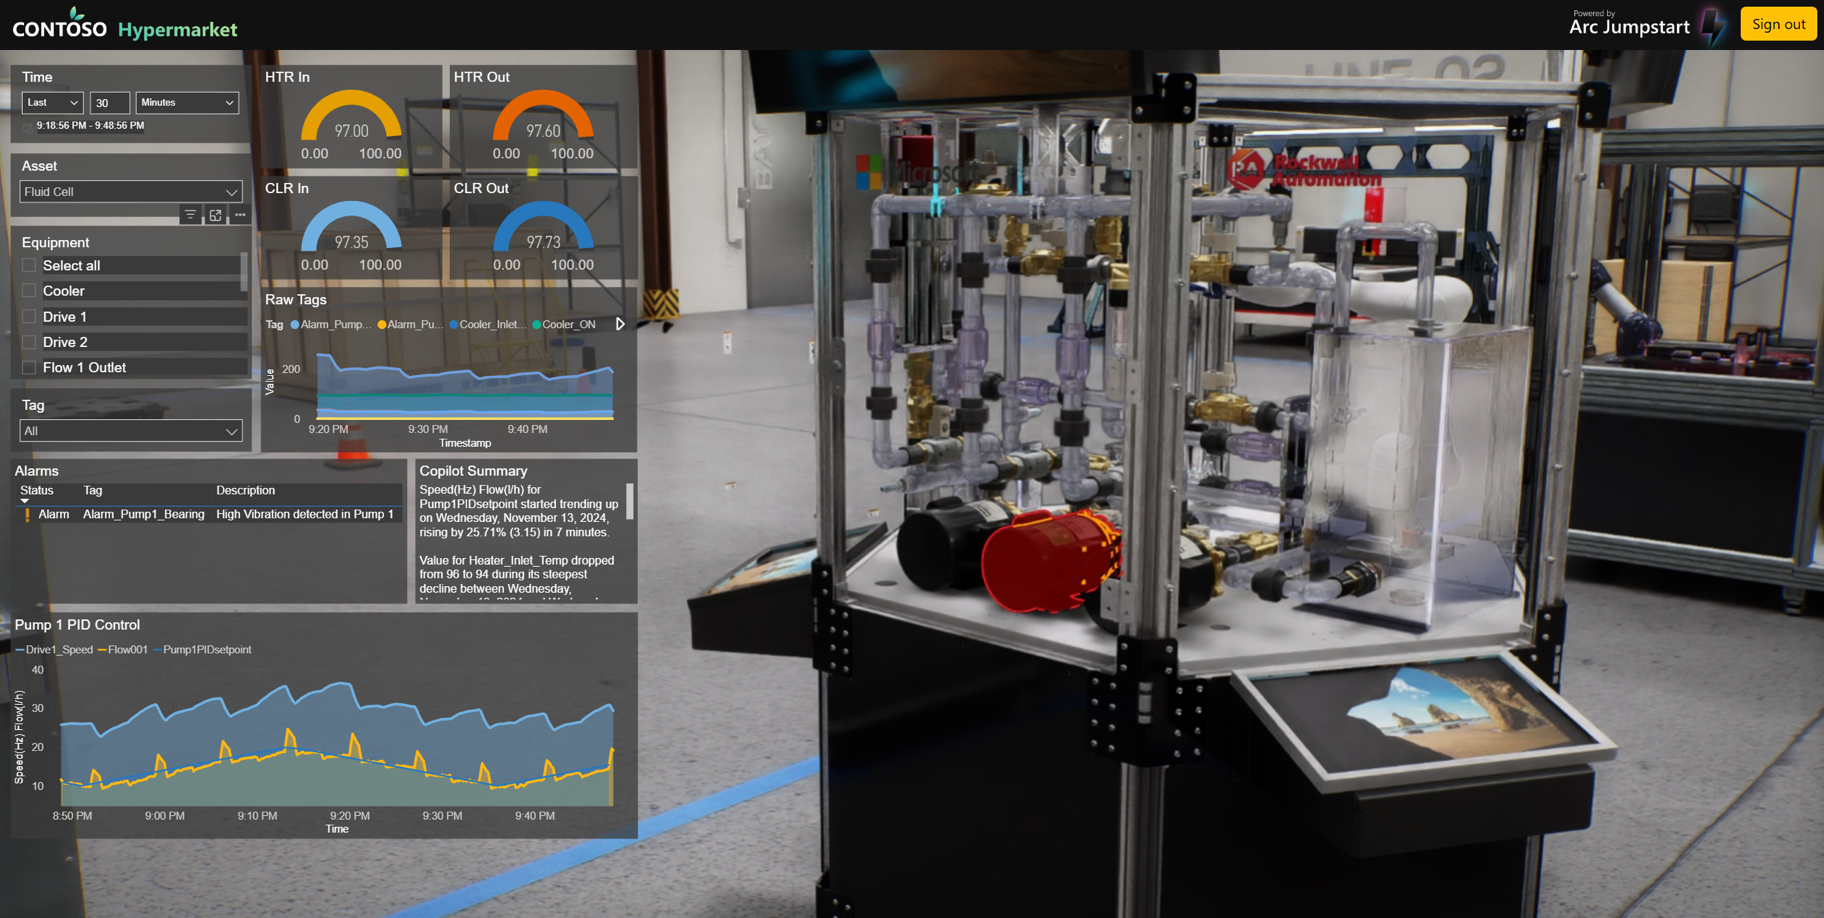 CONTOSO Hypermarket
Powered by
Arc Jumpstart
Sign out
Time
Last 30 Minutes
9:18:56 PM - 9:48:56 PM
Asset
Fluid Cell
Equipment
Select all
Cooler
Drive 1
Drive 2
Flow 1 Outlet
Tag
All
HTR In
97.00
0.00 100.00
HTR Out
97.60
0.00 100.00
CLR In
97.35
0.00 100.00
CLR Out
97.73
0.00 100.00
Raw Tags
Tag Alarm_Pump... Alarm_Pu... Cooler_Inlet... Cooler_ON
Value
200
0
9:20 PM 9:30 PM 9:40 PM
Timestamp
Alarms
Status Tag Description
Alarm Alarm_Pump1_Bearing High Vibration detected in Pump 1
Copilot Summary
Speed(Hz) Flow(l/h) for
Pump1PIDsetpoint started trending up
on Wednesday, November 13, 2024,
rising by 25.71% (3.15) in 7 minutes.
Value for Heater_Inlet_Temp dropped
from 96 to 94 during its steepest
decline between Wednesday,
Pump 1 PID Control
Drive1_Speed Flow001 Pump1PIDsetpoint
Speed(Hz) Flow(l/h)
40
30
20
10
8:50 PM 9:00 PM 9:10 PM 9:20 PM 9:30 PM 9:40 PM
Time
Microsoft
Rockwell
Automation